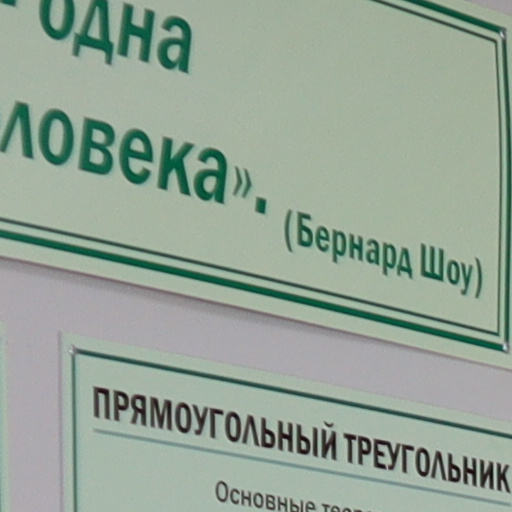 одна
ловека».
(Бернард Шоу)
ПРЯМОУГОЛЬНЫЙ ТРЕУГОЛЬНИК
Основные